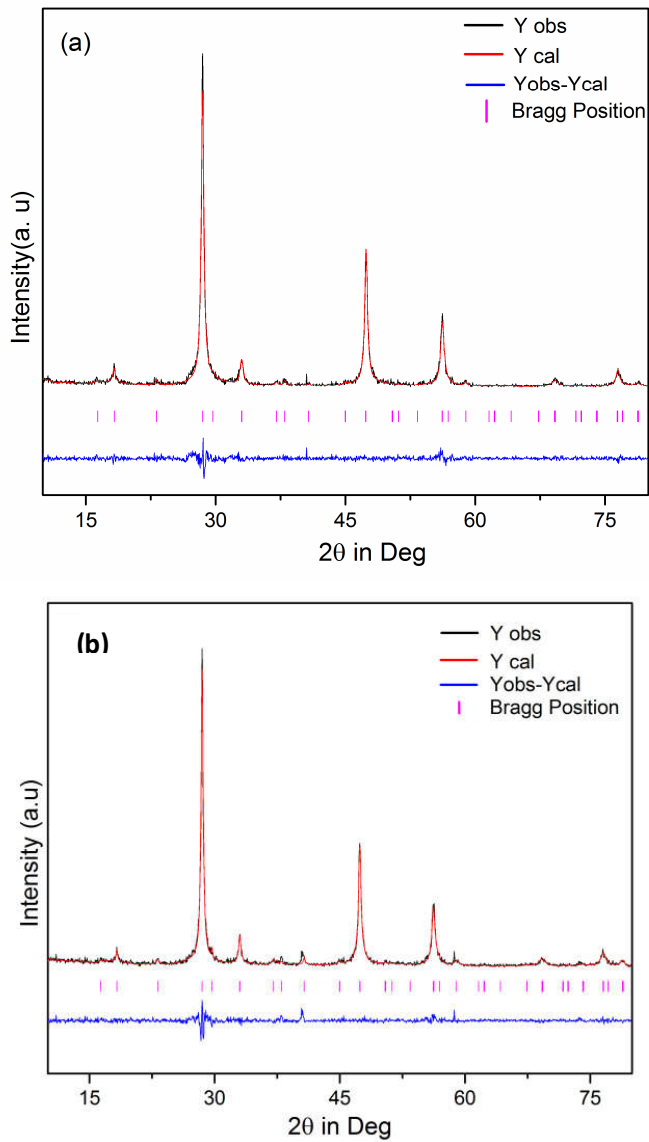 (a)
Y obs
Y cal
Yobs-Ycal
Bragg Position
Intensity(a. u)
15 30 45 60 75
2θ in Deg
(b)
Y obs
Y cal
Yobs-Ycal
Bragg Position
Intensity (a.u)
15 30 45 60 75
2θ in Deg